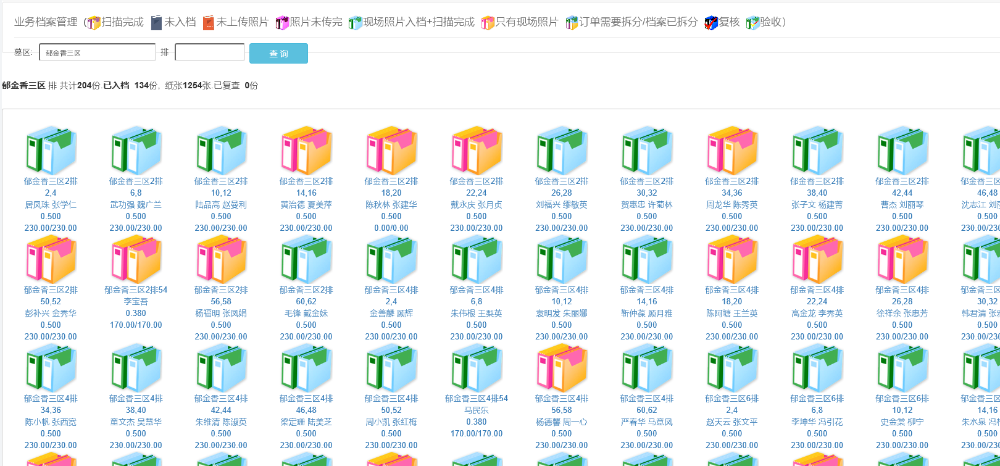 业务档案管理 (扫描完成 未入档 未上传照片 照片未传完 现场照片入档+扫描完成 只有现场照片 订单需要拆分/档案已拆分 复核 验收)
墓区: 郁金香三区 排 查 询
郁金香三区 排 共计204份.已入档 134份, 纸张1254张.已复查 0份
郁金香三区2排 郁金香三区2排 郁金香三区2排 郁金香三区2排 郁金香三区2排 郁金香三区2排 郁金香三区2排 郁金香三区2排 郁金香三区2排 郁金香三区2排 郁金香三区2排 郁金香三区
2,4 6,8 10,12 14,16 18,20 22,24 26,28 30,32 34,36 38,40 42,44 46,48
居凤珠 张学仁 武功强 魏广兰 陆品高 赵曼利 黄治德 夏美萍 陈秋林 张建华 戴永庆 张月贞 刘福兴 缪敏英 贺惠忠 许菊林 周龙华 陈秀英 张子文 杨建菁 曹杰 刘丽琴 沈志江 刘丽
0.500 0.500 0.500 0.500 0.500 0.500 0.500 0.500 0.500 0.500 0.500 0.500
230.00/230.00 230.00/230.00 230.00/230.00 230.00/230.00 0.00/0.00 230.00/230.00 230.00/230.00 230.00/230.00 230.00/230.00 230.00/230.00 230.00/230.00 230.00/230
郁金香三区2排 郁金香三区2排54 郁金香三区2排 郁金香三区2排 郁金香三区4排 郁金香三区4排 郁金香三区4排 郁金香三区4排 郁金香三区4排 郁金香三区4排 郁金香三区4排 郁金香三区
50,52 李宝吾 56,58 60,62 2,4 6,8 10,12 14,16 18,20 22,24 26,28 30,32
彭补兴 金秀华 0.380 杨福明 张凤娟 毛锋 戴金妹 金善麟 顾辉 朱伟根 王梨英 袁明发 朱丽娜 靳仲葆 顾月雅 陈阿塘 王兰英 高金龙 李秀英 徐祥余 张惠芳 韩君清
0.500 170.00/170.00 0.500 0.500 0.500 0.500 0.500 0.500 0.500 0.500 0.500 0.500
230.00/230.00 230.00/230.00 230.00/230.00 230.00/230.00 230.00/230.00 230.00/230.00 230.00/230.00 230.00/230.00 230.00/230.00 230.00/230.00 230.00/230
郁金香三区4排 郁金香三区4排 郁金香三区4排 郁金香三区4排 郁金香三区4排 郁金香三区4排54 郁金香三区4排 郁金香三区4排 郁金香三区6排 郁金香三区6排 郁金香三区6排 郁金香三区
34,36 38,40 42,44 46,48 50,52 马民乐 56,58 60,62 2,4 6,8 10,12 14,16
陈小帆 张西宽 童文杰 吴慧华 朱维清 陈淑英 梁定珊 陆美芝 周小凯 张红梅 0.380 杨德馨 周一心 严春华 马意凤 赵天云 张文平 李坤华 冯引花 史金棠 柳宁 朱水泉
0.500 0.500 0.500 0.500 0.500 170.00/170.00 0.500 0.500 0.500 0.500 0.500 0.500
230.00/230.00 230.00/230.00 230.00/230.00 230.00/230.00 230.00/230.00 230.00/230.00 230.00/230.00 230.00/230.00 230.00/230.00 230.00/230.00 230.00/230